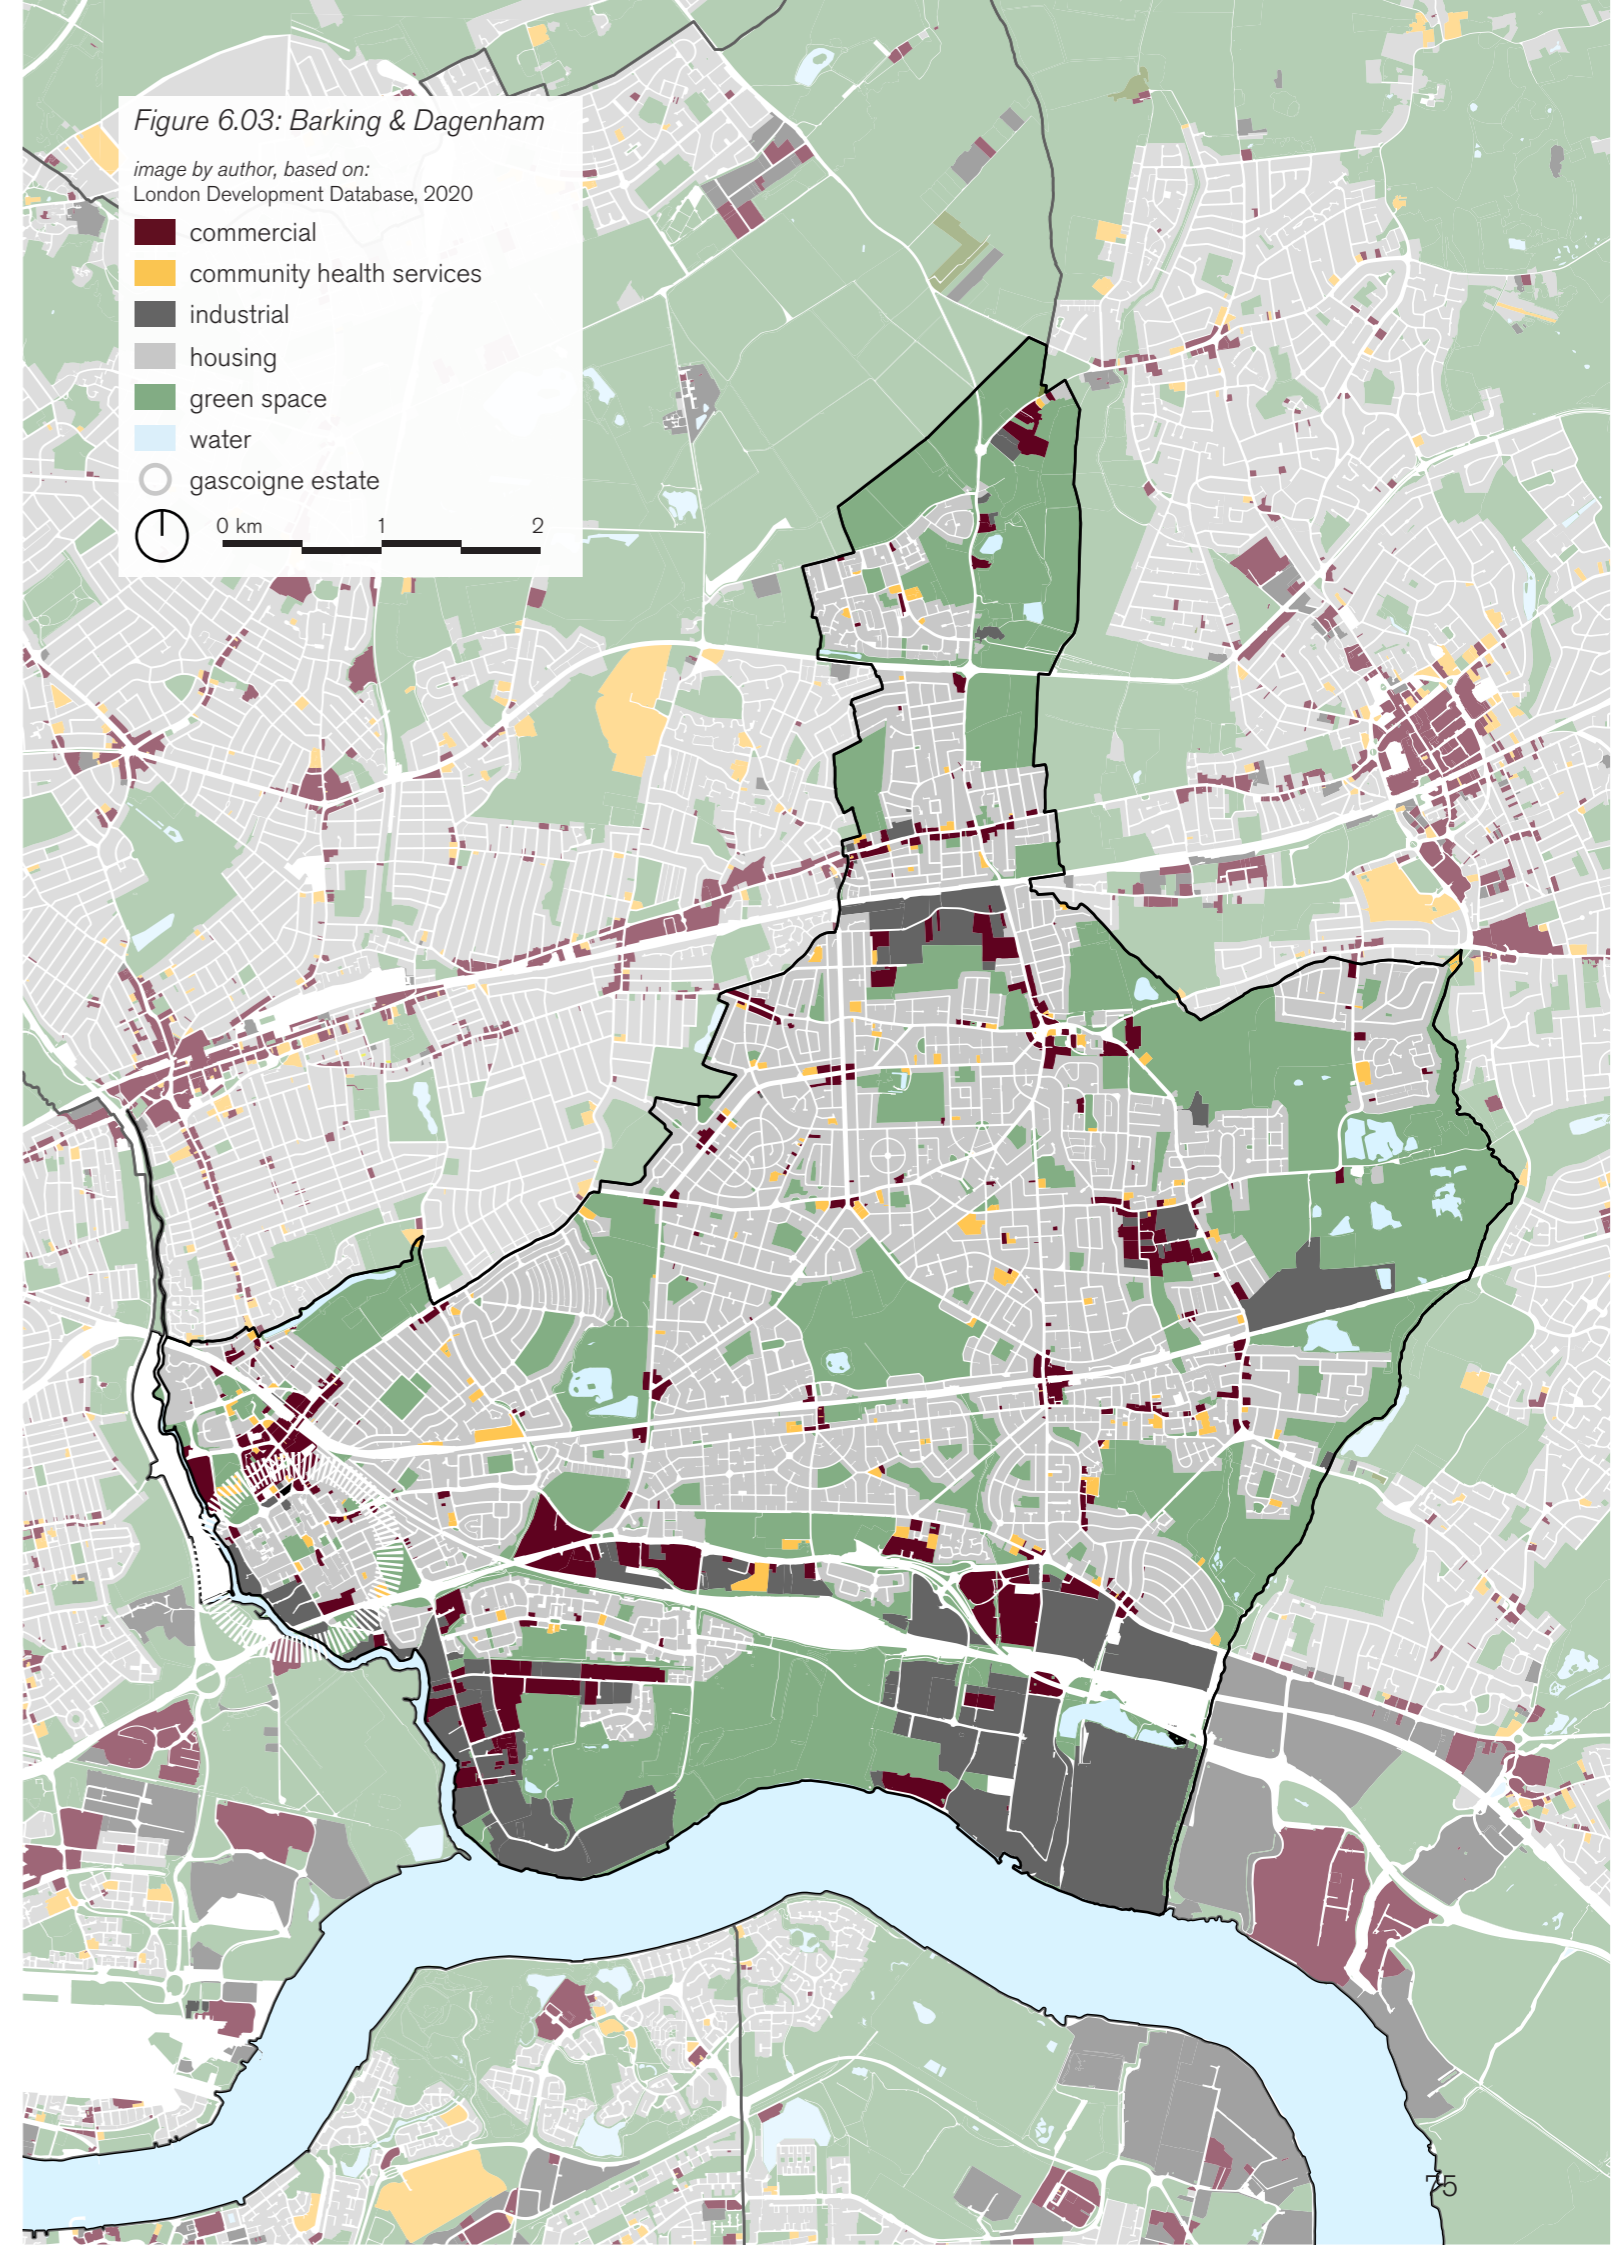 Figure 6.03: Barking & Dagenham
image by author, based on:
London Development Database, 2020
commercial
community health services
industrial
housing
green space
water
gascoigne estate
0 km 1 2
75